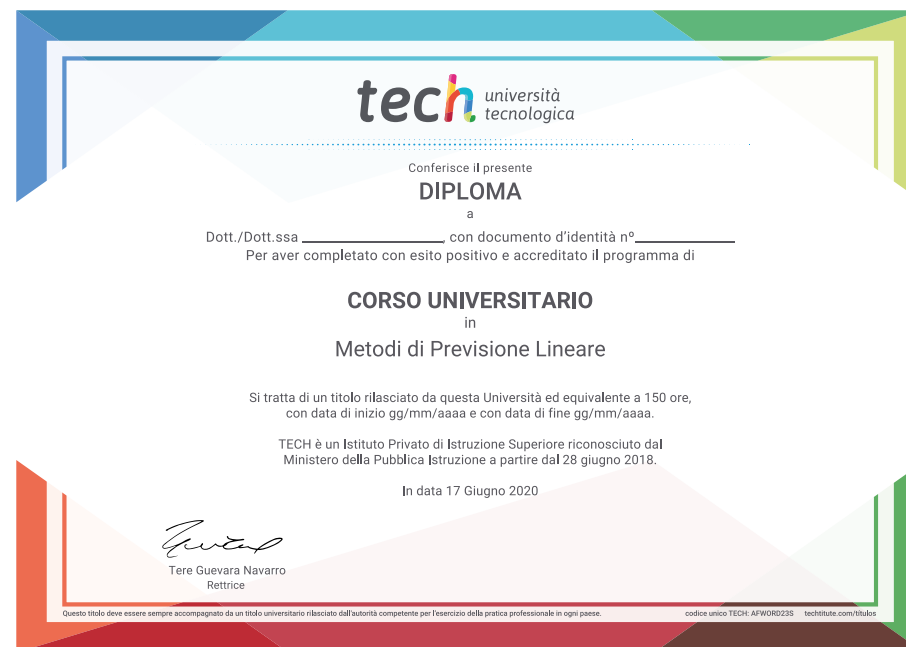 tech università
tecnologica
Conferisce il presente
DIPLOMA
a
Dott./Dott.ssa ________________, con documento d'identità nº____________
Per aver completato con esito positivo e accreditato il programma di
CORSO UNIVERSITARIO
in
Metodi di Previsione Lineare
Si tratta di un titolo rilasciato da questa Università ed equivalente a 150 ore,
con data di inizio gg/mm/aaaa e con data di fine gg/mm/aaaa.
TECH è un Istituto Privato di Istruzione Superiore riconosciuto dal
Ministero della Pubblica Istruzione a partire dal 28 giugno 2018.
In data 17 Giugno 2020
Tere Guevara Navarro
Rettrice
Questo titolo deve essere sempre accompagnato da un titolo universitario rilasciato dall'autorità competente per l'esercizio della pratica professionale in ogni paese. codice unico TECH: AFWORD23S techtitute.com/titulos